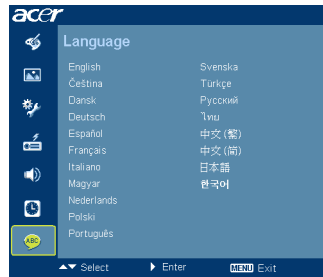 acer
Language
English
Čeština
Dansk
Deutsch
Español
Français
Italiano
Magyar
Nederlands
Polski
Português
Svenska
Türkçe
Русский
ไทย
中文 (繁)
中文 (简)
日本語
한국어
ABC
Select Enter MENU Exit